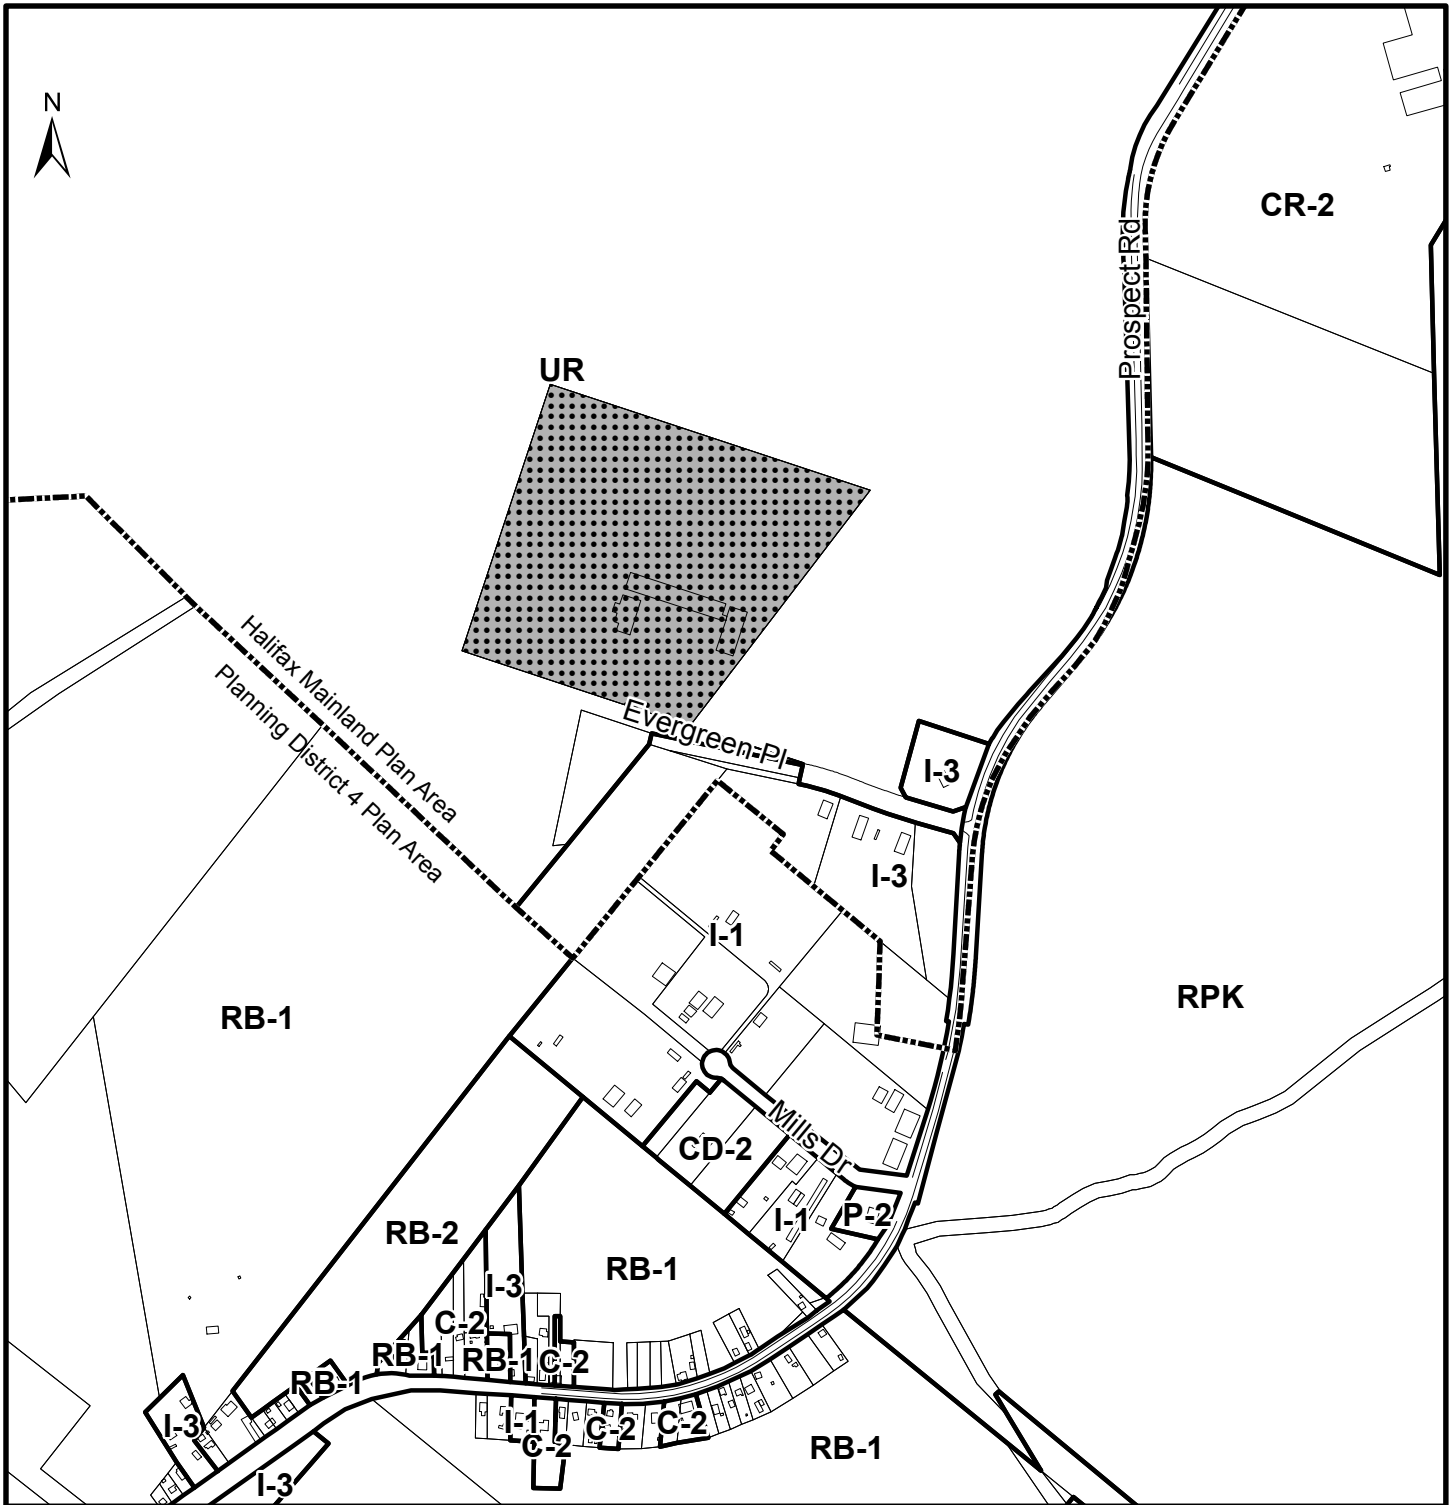 N
CR-2
Prospect Rd
UR
Halifax Mainland Plan Area
Planning District 4 Plan Area
Evergreen Pl
I-3
I-3
I-1
RPK
RB-1
Mills Dr
CD-2
P-2
I-1
RB-2
RB-1
I-3
C-2
RB-1
RB-1
C-2
RB-1
I-3
I-1
C-2
C-2
C-2
RB-1
I-3